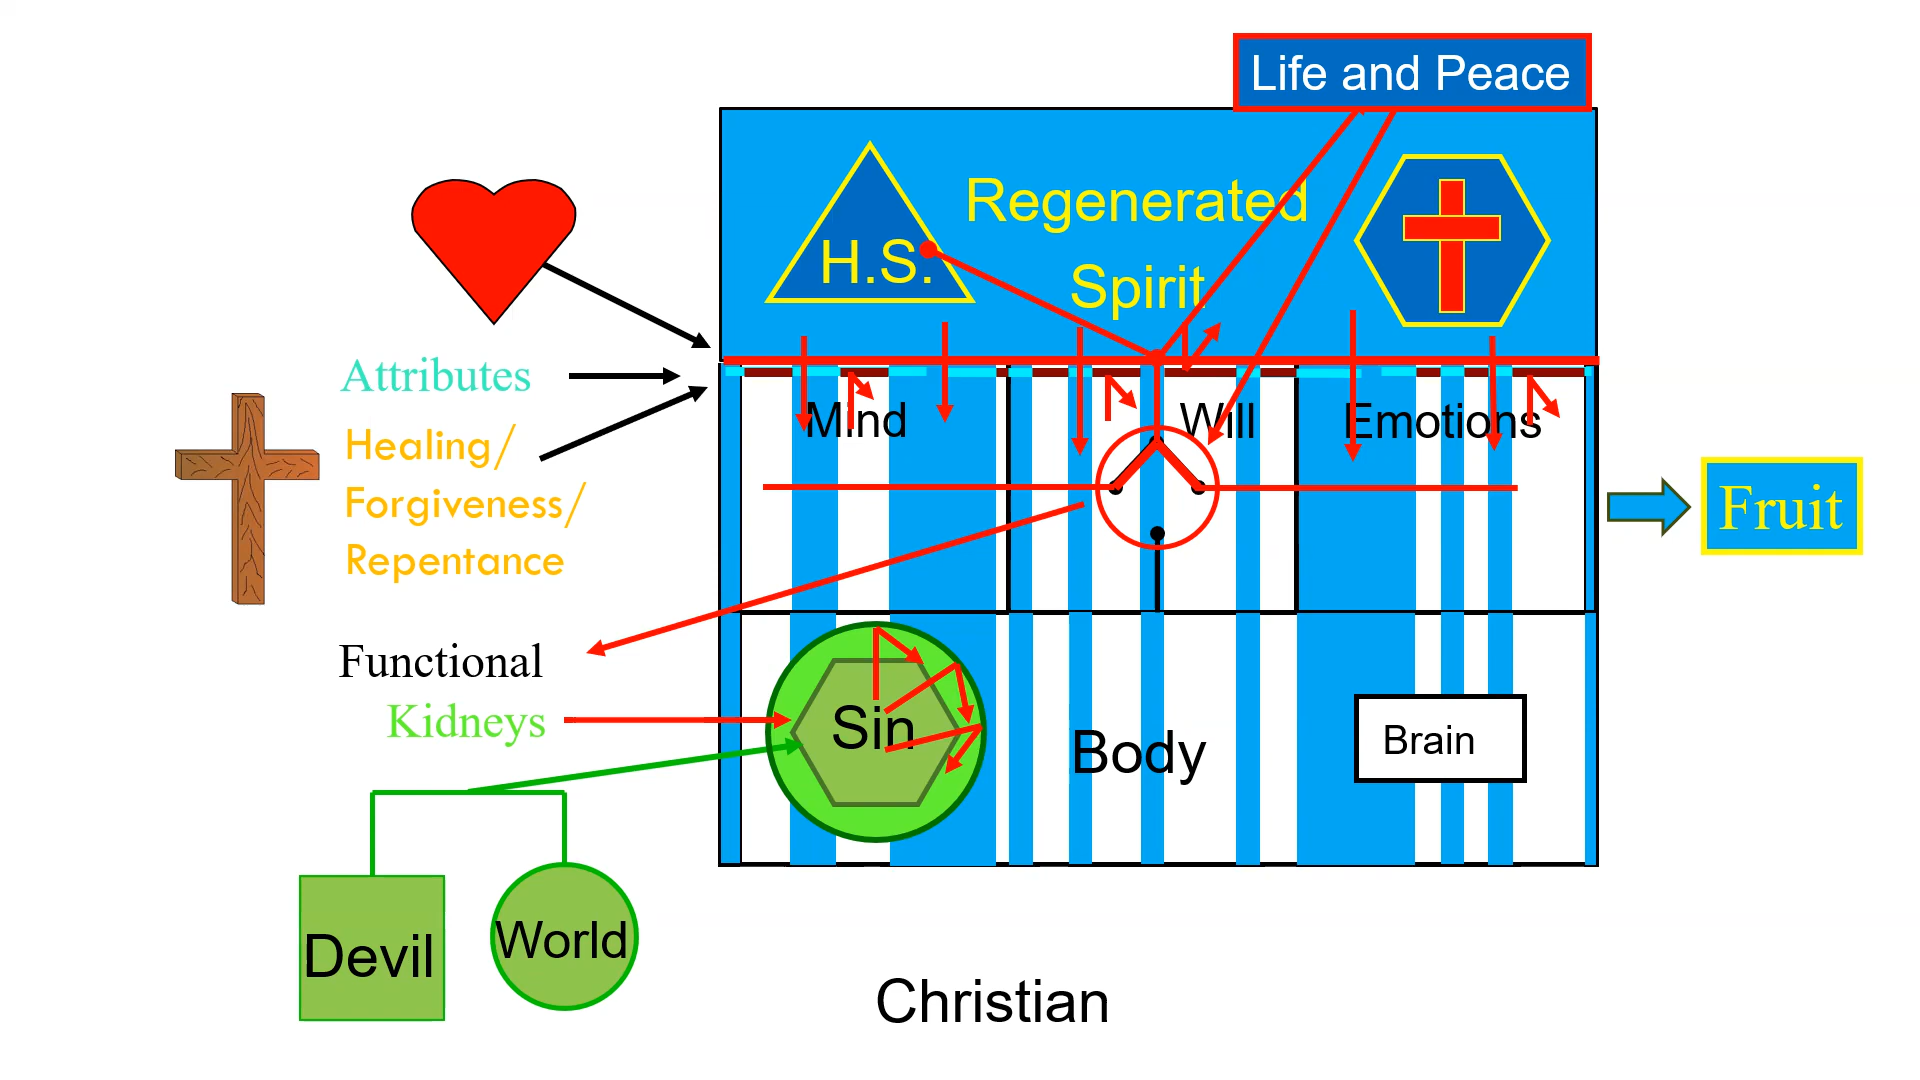 Life and Peace
Regenerated
H.S.
Spirit
Attributes
Mind
Will
Emotions
Healing/
Forgiveness/
Repentance
Fruit
Functional
Kidneys
Sin
Body
Brain
Devil
World
Christian